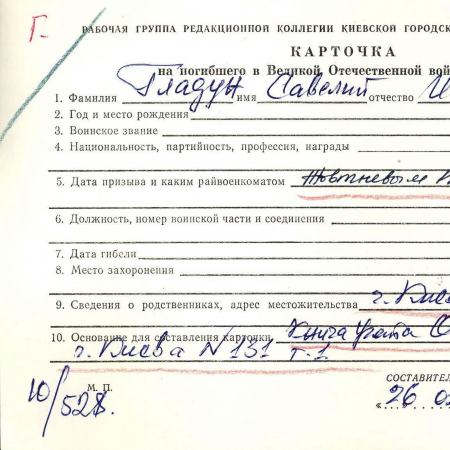 Г.
РАБОЧАЯ ГРУППА РЕДАКЦИОННОЙ КОЛЛЕГИИ КИЕВСКОЙ ГОРОДСК
КАРТОЧКА
на погибшего в Великой Отечественной вой
1. Фамилия Гладун имя Савелий отчество И
2. Год и место рождения
3. Воинское звание
4. Национальность, партийность, профессия, награды
5. Дата призыва и каким райвоенкоматом Жовтневым Р
6. Должность, номер воинской части и соединения
7. Дата гибели
8. Место захоронения
9. Сведения о родственниках, адрес местожительства г. Кие
10. Основание для составления карточки Книга учета О
г. Киева N 131 т-1
10/528. М. П.
СОСТАВИТЕЛ
"26 о